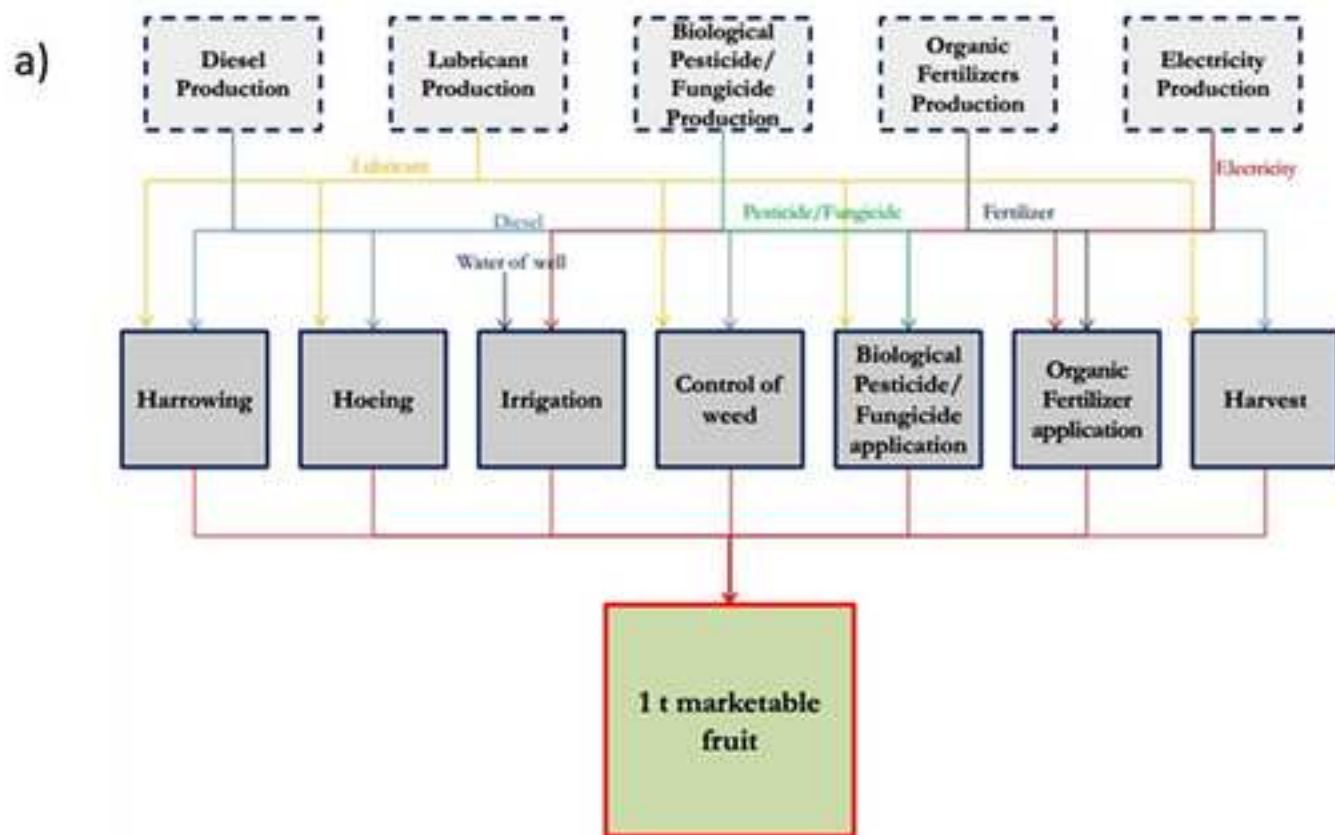 a)
Diesel
Production
Lubricant
Production
Biological
Pesticide/
Fungicide
Production
Organic
Fertilizers
Production
Electricity
Production
Lubricant
Electricity
Diesel
Pesticide/Fungicide
Fertilizer
Water of well
Harrowing
Hoeing
Irrigation
Control of
weed
Biological
Pesticide/
Fungicide
application
Organic
Fertilizer
application
Harvest
1 t marketable
fruit